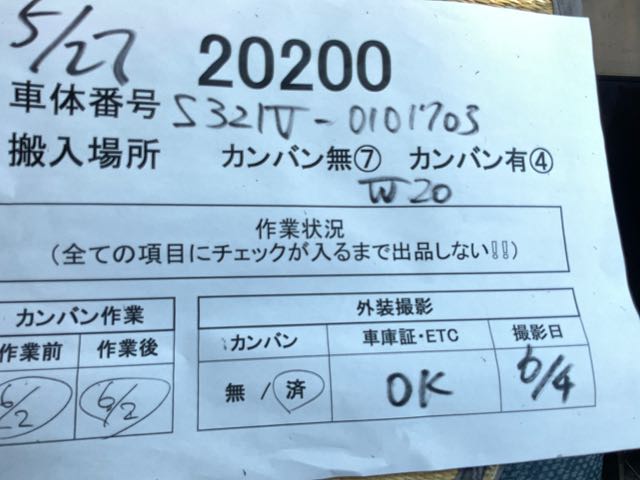 5/27 20200
車体番号 S321V-0101703
搬入場所 カンバン無⑦ カンバン有④
W20
作業状況
(全ての項目にチェックが入るまで出品しない!!)
カンバン作業
作業前 作業後
6/2 6/2
外装撮影
カンバン 車庫証・ETC 撮影日
無 / 済 OK 6/4